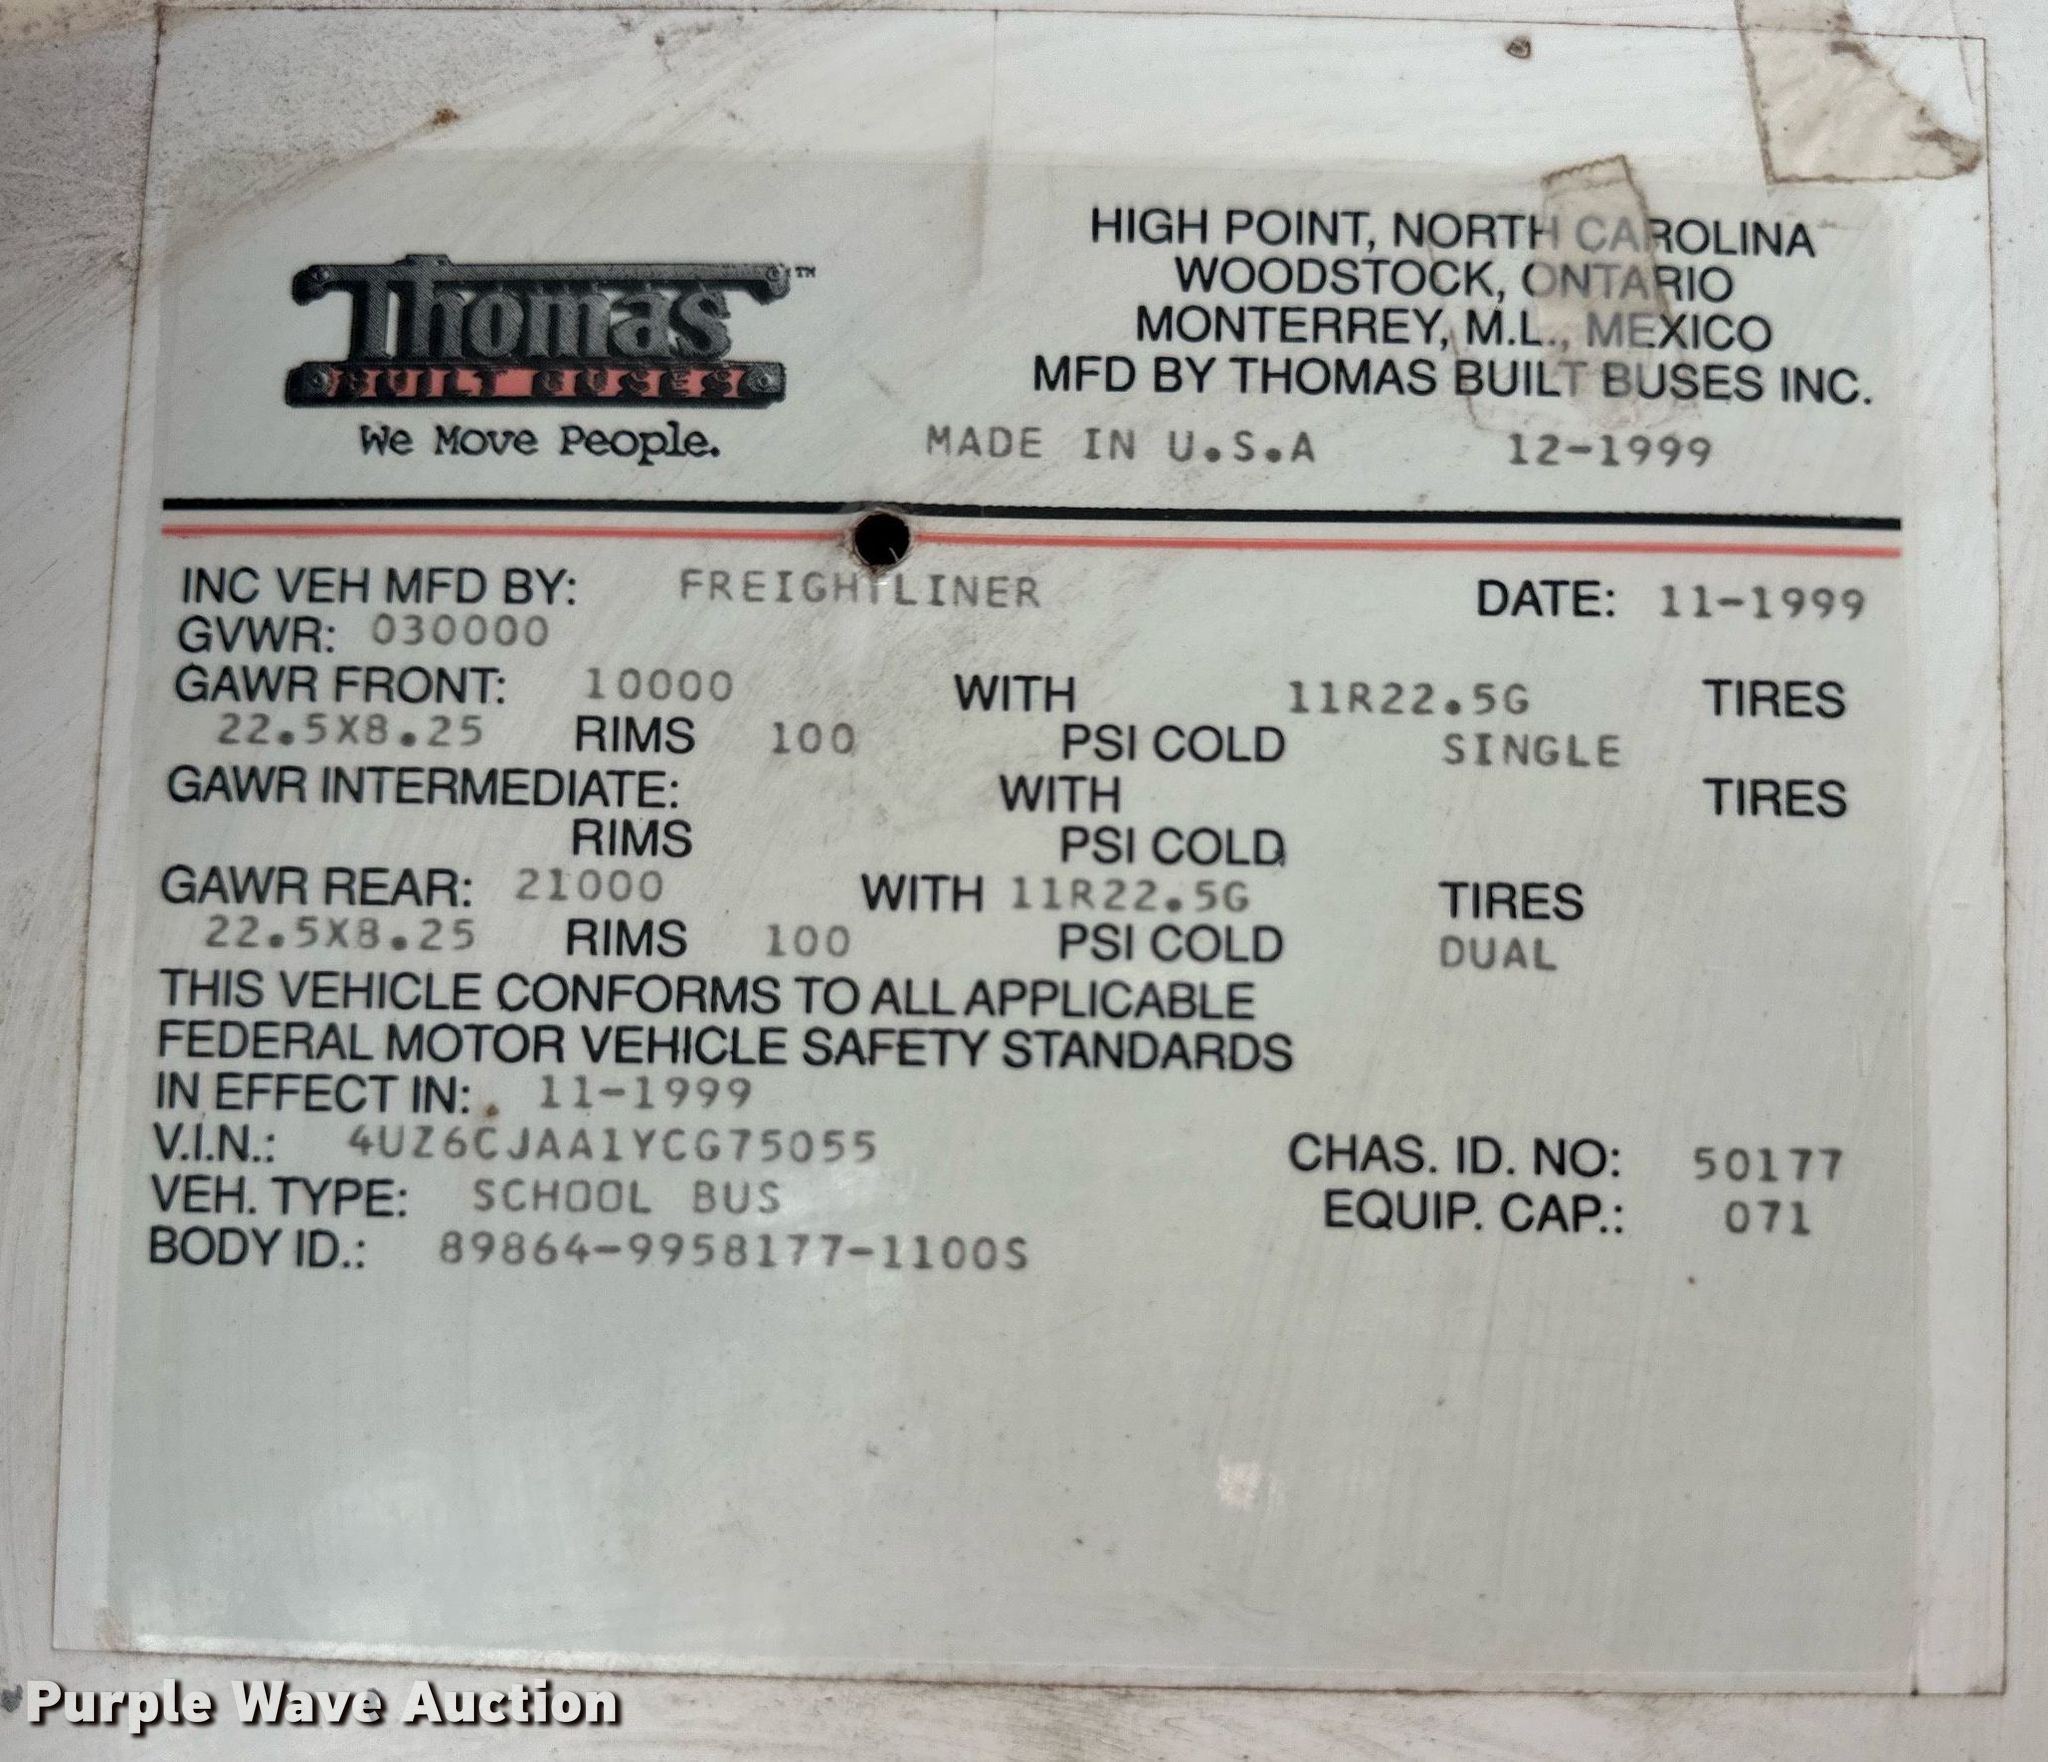 Thomas™
BUILT BUSES
We Move People.
HIGH POINT, NORTH CAROLINA
WOODSTOCK, ONTARIO
MONTERREY, M.L., MEXICO
MFD BY THOMAS BUILT BUSES INC.
MADE IN U.S.A 12-1999
INC VEH MFD BY: FREIGHTLINER DATE: 11-1999
GVWR: 030000
GAWR FRONT: 10000 WITH 11R22.5G TIRES
22.5X8.25 RIMS 100 PSI COLD SINGLE
GAWR INTERMEDIATE: WITH TIRES
RIMS PSI COLD
GAWR REAR: 21000 WITH 11R22.5G TIRES
22.5X8.25 RIMS 100 PSI COLD DUAL
THIS VEHICLE CONFORMS TO ALL APPLICABLE
FEDERAL MOTOR VEHICLE SAFETY STANDARDS
IN EFFECT IN: 11-1999
V.I.N.: 4UZ6CJAA1YCG75055 CHAS. ID. NO: 50177
VEH. TYPE: SCHOOL BUS EQUIP. CAP.: 071
BODY ID.: 89864-9958177-1100S
Purple Wave Auction